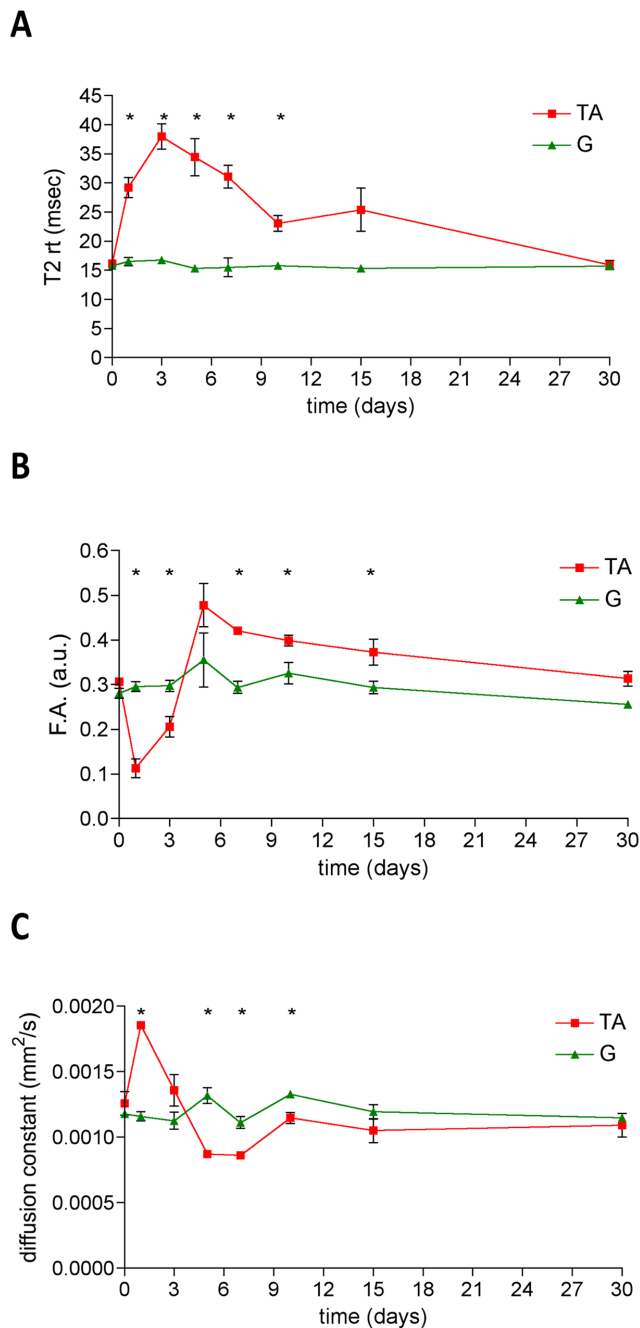 A
45
40
35
30
25
20
15
10
5
0
T2 rt (msec)
* * * * *
TA
G
0 3 6 9 12 15 18 21 24 27 30
time (days)
B
0.6
0.5
0.4
0.3
0.2
0.1
0.0
F.A. (a.u.)
* * * * *
TA
G
0 3 6 9 12 15 18 21 24 27 30
time (days)
C
0.0020
0.0015
0.0010
0.0005
0.0000
diffusion constant (mm²/s)
* * * *
TA
G
0 3 6 9 12 15 18 21 24 27 30
time (days)